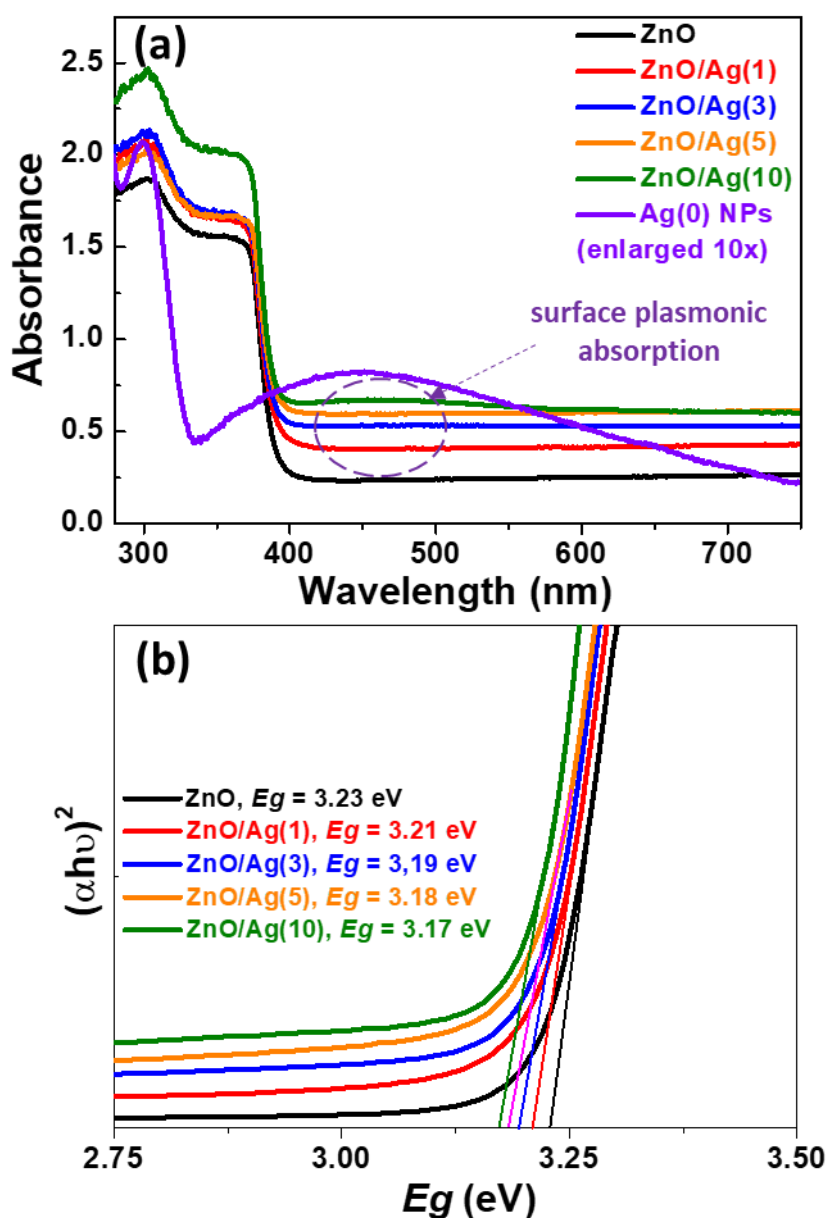 (a)
ZnO
ZnO/Ag(1)
ZnO/Ag(3)
ZnO/Ag(5)
ZnO/Ag(10)
Ag(0) NPs
(enlarged 10x)
surface plasmonic
absorption
Absorbance
2.5
2.0
1.5
1.0
0.5
0.0
300 400 500 600 700
Wavelength (nm)
(b)
ZnO, Eg = 3.23 eV
ZnO/Ag(1), Eg = 3.21 eV
ZnO/Ag(3), Eg = 3,19 eV
ZnO/Ag(5), Eg = 3.18 eV
ZnO/Ag(10), Eg = 3.17 eV
(αhυ)²
2.75 3.00 3.25 3.50
Eg (eV)